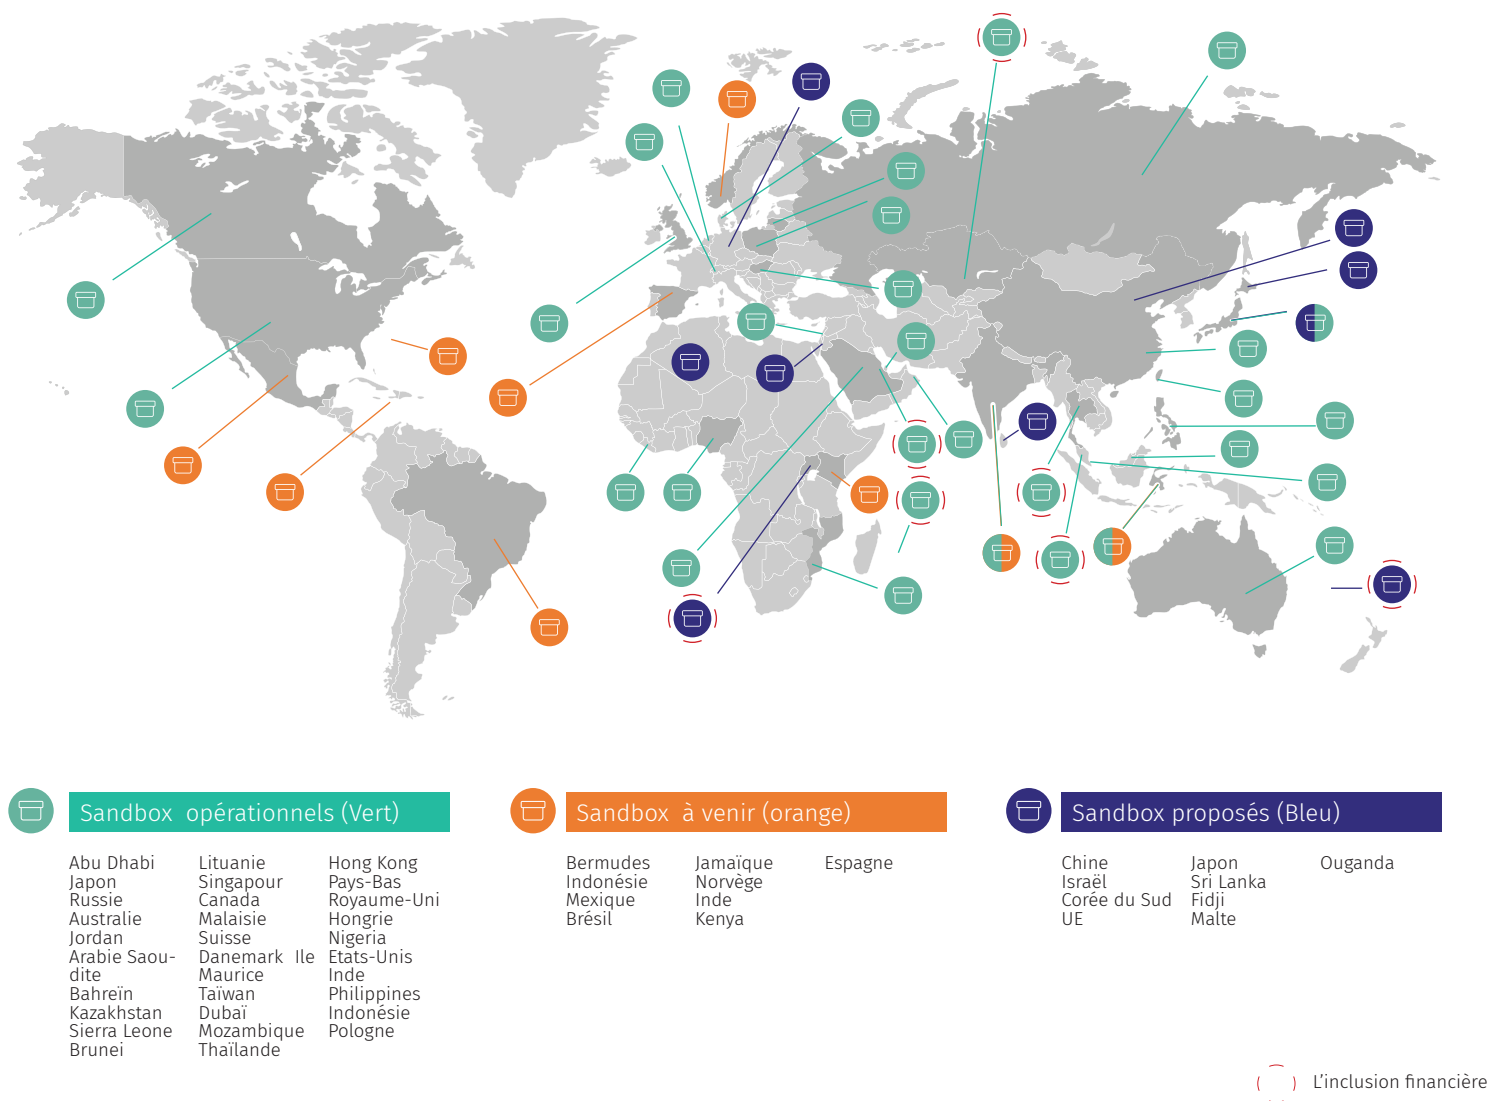 Sandbox opérationnels (Vert)
Abu Dhabi
Japon
Russie
Australie
Jordan
Arabie Saou-
dite
Bahreïn
Kazakhstan
Sierra Leone
Brunei
Lituanie
Singapour
Canada
Malaisie
Suisse
Danemark Ile
Maurice
Taïwan
Dubaï
Mozambique
Thaïlande
Hong Kong
Pays-Bas
Royaume-Uni
Hongrie
Nigeria
Etats-Unis
Inde
Philippines
Indonésie
Pologne
Sandbox à venir (orange)
Bermudes
Indonésie
Mexique
Brésil
Jamaïque
Norvège
Inde
Kenya
Espagne
Sandbox proposés (Bleu)
Chine
Israël
Corée du Sud
UE
Japon
Sri Lanka
Fidji
Malte
Ouganda
L'inclusion financière